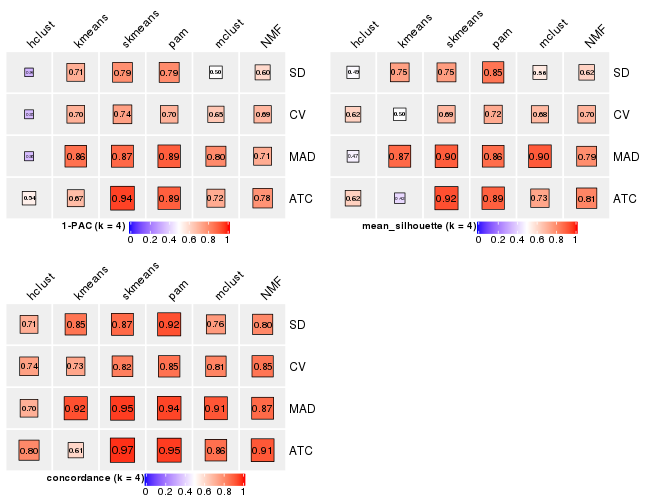 hclust kmeans skmeans pam mclust NMF
0.71 0.79 0.79 0.50 0.60 SD
0.70 0.74 0.70 0.65 0.69 CV
0.86 0.87 0.89 0.80 0.71 MAD
0.54 0.67 0.94 0.89 0.72 0.78 ATC
1-PAC (k = 4)
0 0.2 0.4 0.6 0.8 1
hclust kmeans skmeans pam mclust NMF
0.49 0.75 0.75 0.85 0.56 0.62 SD
0.62 0.50 0.69 0.72 0.68 0.70 CV
0.47 0.87 0.90 0.86 0.90 0.79 MAD
0.62 0.92 0.89 0.73 0.81 ATC
mean_silhouette (k = 4)
0 0.2 0.4 0.6 0.8 1
hclust kmeans skmeans pam mclust NMF
0.71 0.85 0.87 0.92 0.76 0.80 SD
0.74 0.73 0.82 0.85 0.81 0.85 CV
0.70 0.92 0.95 0.94 0.91 0.87 MAD
0.80 0.61 0.97 0.95 0.86 0.91 ATC
concordance (k = 4)
0 0.2 0.4 0.6 0.8 1